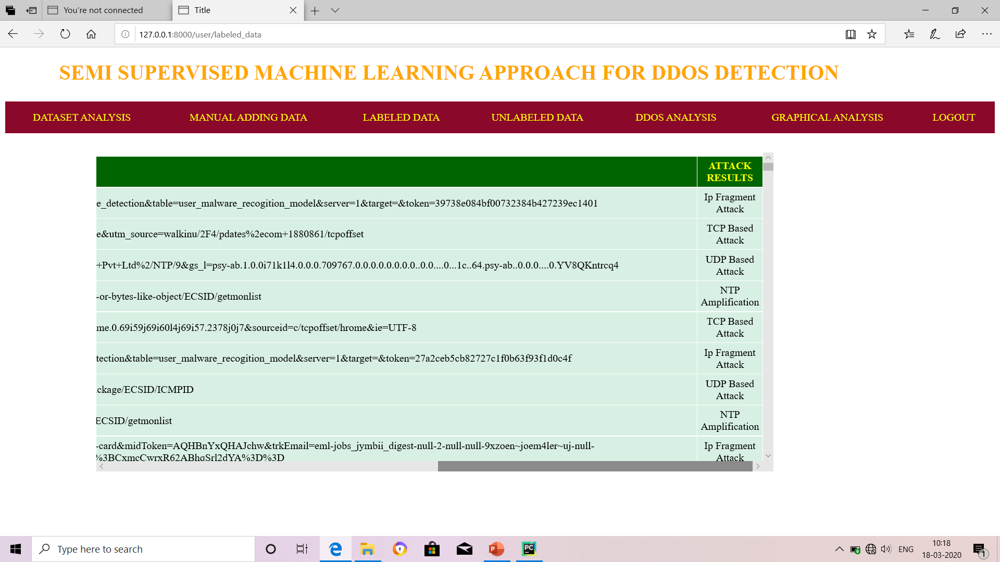 You're not connected
Title
127.0.0.1:8000/user/labeled_data
SEMI SUPERVISED MACHINE LEARNING APPROACH FOR DDOS DETECTION
DATASET ANALYSIS MANUAL ADDING DATA LABELED DATA UNLABELED DATA DDOS ANALYSIS GRAPHICAL ANALYSIS LOGOUT
ATTACK
RESULTS
e_detection&table=user_malware_recogition_model&server=1&target=&token=39738e084bf00732384b427239ec1401
Ip Fragment
Attack
e&utm_source=walkinu/2F4/pdates%2ecom+1880861/tcpoffset
TCP Based
Attack
+Pvt+Ltd%2/NTP/9&gs_l=psy-ab.1.0.0i71k1l4.0.0.0.709767.0.0.0.0.0.0.0.0..0.0....0...1c..64.psy-ab..0.0.0....0.YV8QKntrcq4
UDP Based
Attack
-or-bytes-like-object/ECSID/getmonlist
NTP
Amplification
me.0.69i59j69i60l4j69i57.2378j0j7&sourceid=c/tcpoffset/hrome&ie=UTF-8
TCP Based
Attack
tection&table=user_malware_recogition_model&server=1&target=&token=27a2ceb5cb82727c1f0b63f93f1d0c4f
Ip Fragment
Attack
ckage/ECSID/ICMPID
UDP Based
Attack
ECSID/getmonlist
NTP
Amplification
-card&midToken=AQHBnYxQHAJchw&trkEmail=eml-jobs_jymbii_digest-null-2-null-null-9xzoen~joem4ler~uj-null-
%3BCxmcCwrxR62ABhqSrl2dYA%3D%3D
Ip Fragment
Attack
Type here to search
PC
P
ENG
10:18
18-03-2020
1